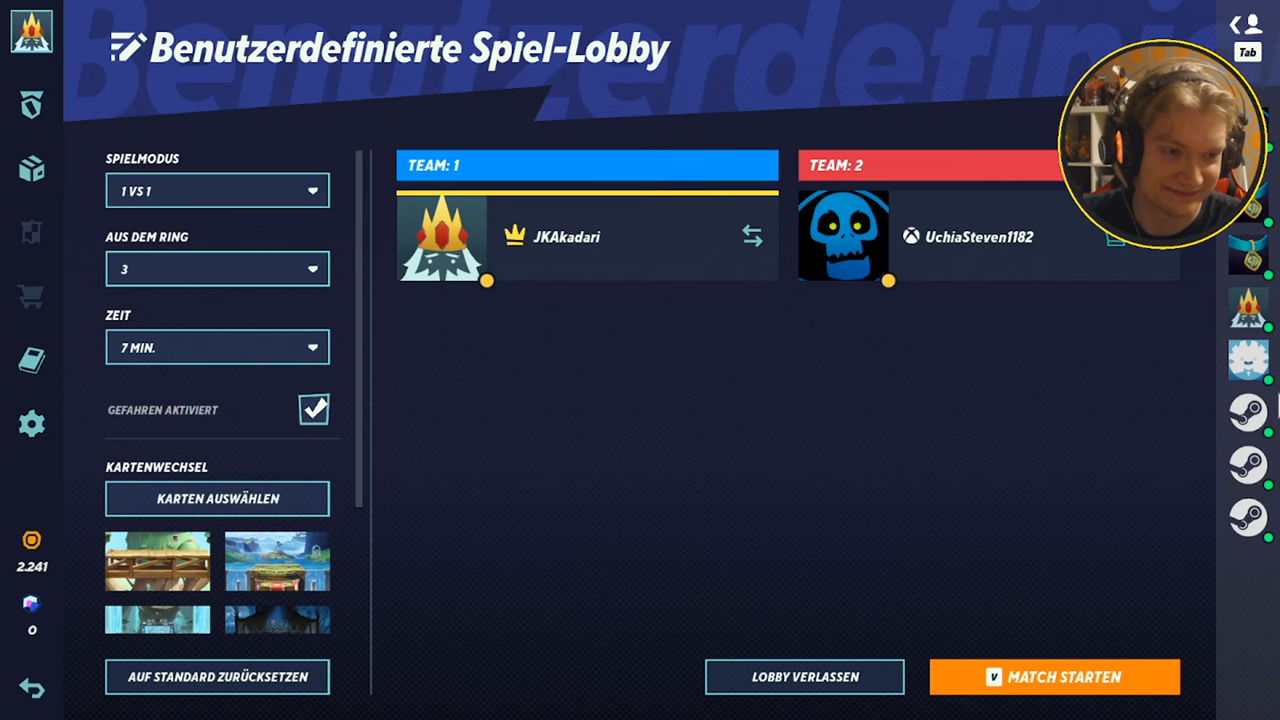 Benutzerdefinierte Spiel-Lobby
Tab
SPIELMODUS
1 VS 1
AUS DEM RING
3
ZEIT
7 MIN.
GEFAHREN AKTIVIERT
KARTENWECHSEL
KARTEN AUSWÄHLEN
AUF STANDARD ZURÜCKSETZEN
TEAM: 1
JKAkadari
TEAM: 2
UchiaSteven1182
2.241
0
LOBBY VERLASSEN
V MATCH STARTEN